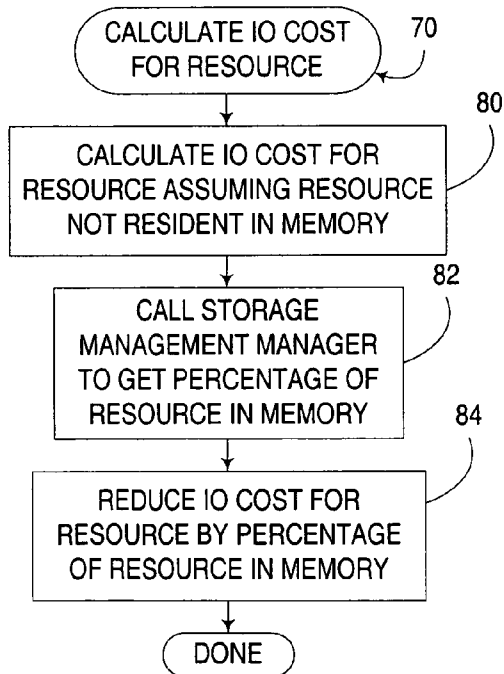 CALCULATE IO COST
FOR RESOURCE
70
80
CALCULATE IO COST FOR
RESOURCE ASSUMING RESOURCE
NOT RESIDENT IN MEMORY
82
CALL STORAGE
MANAGEMENT MANAGER
TO GET PERCENTAGE OF
RESOURCE IN MEMORY
84
REDUCE IO COST FOR
RESOURCE BY PERCENTAGE
OF RESOURCE IN MEMORY
DONE